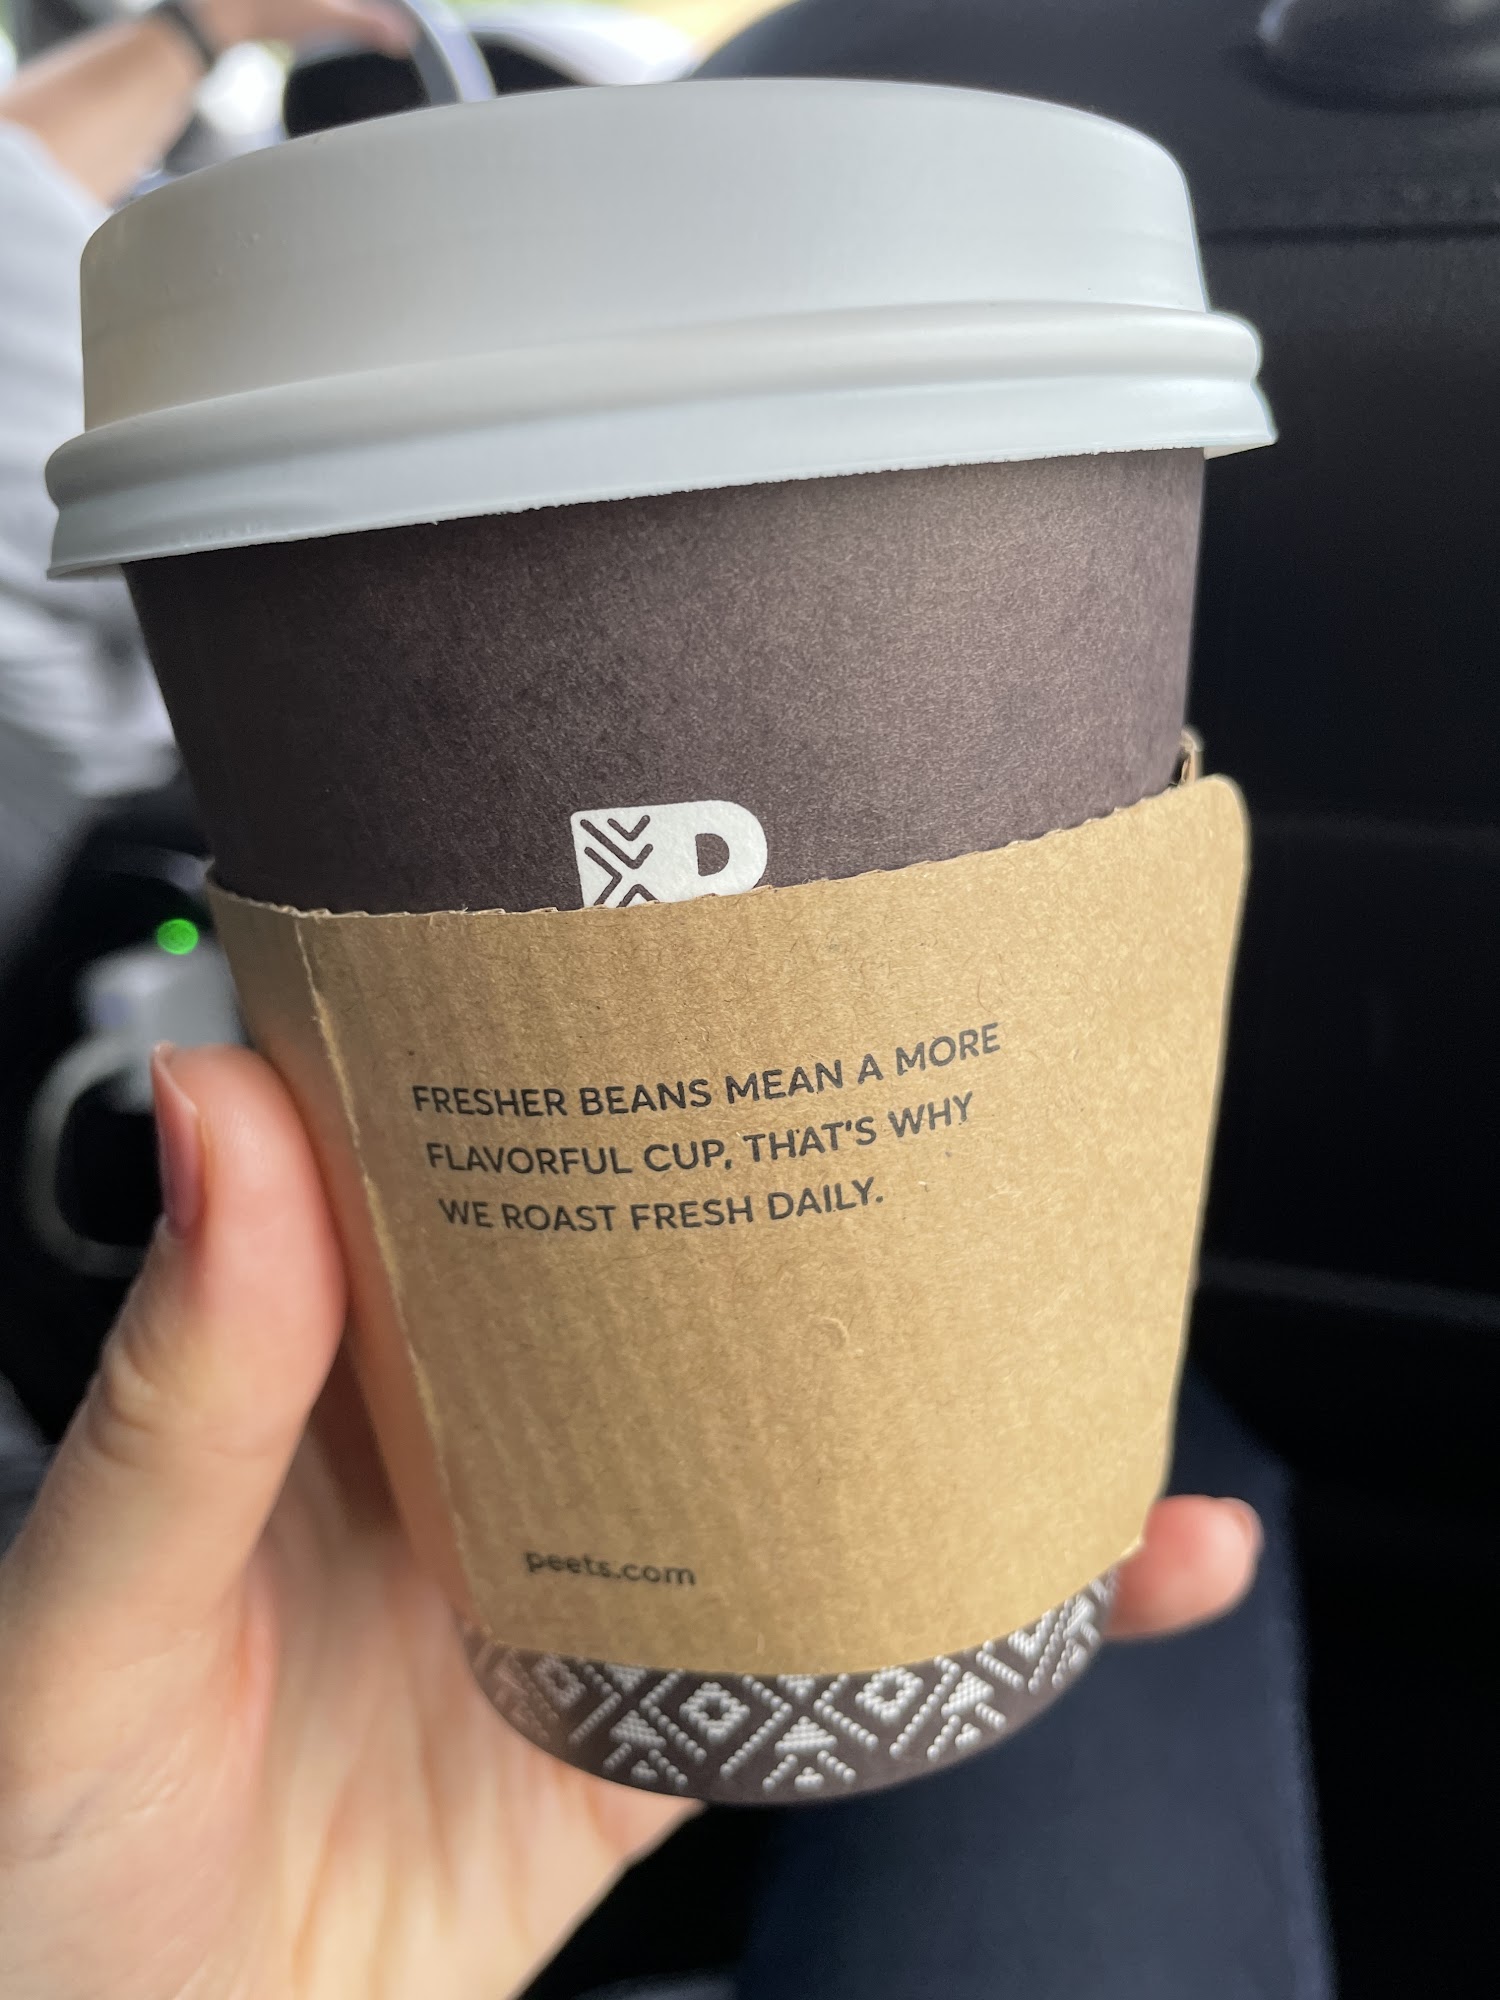 P
FRESHER BEANS MEAN A MORE
FLAVORFUL CUP, THAT'S WHY
WE ROAST FRESH DAILY.
peets.com